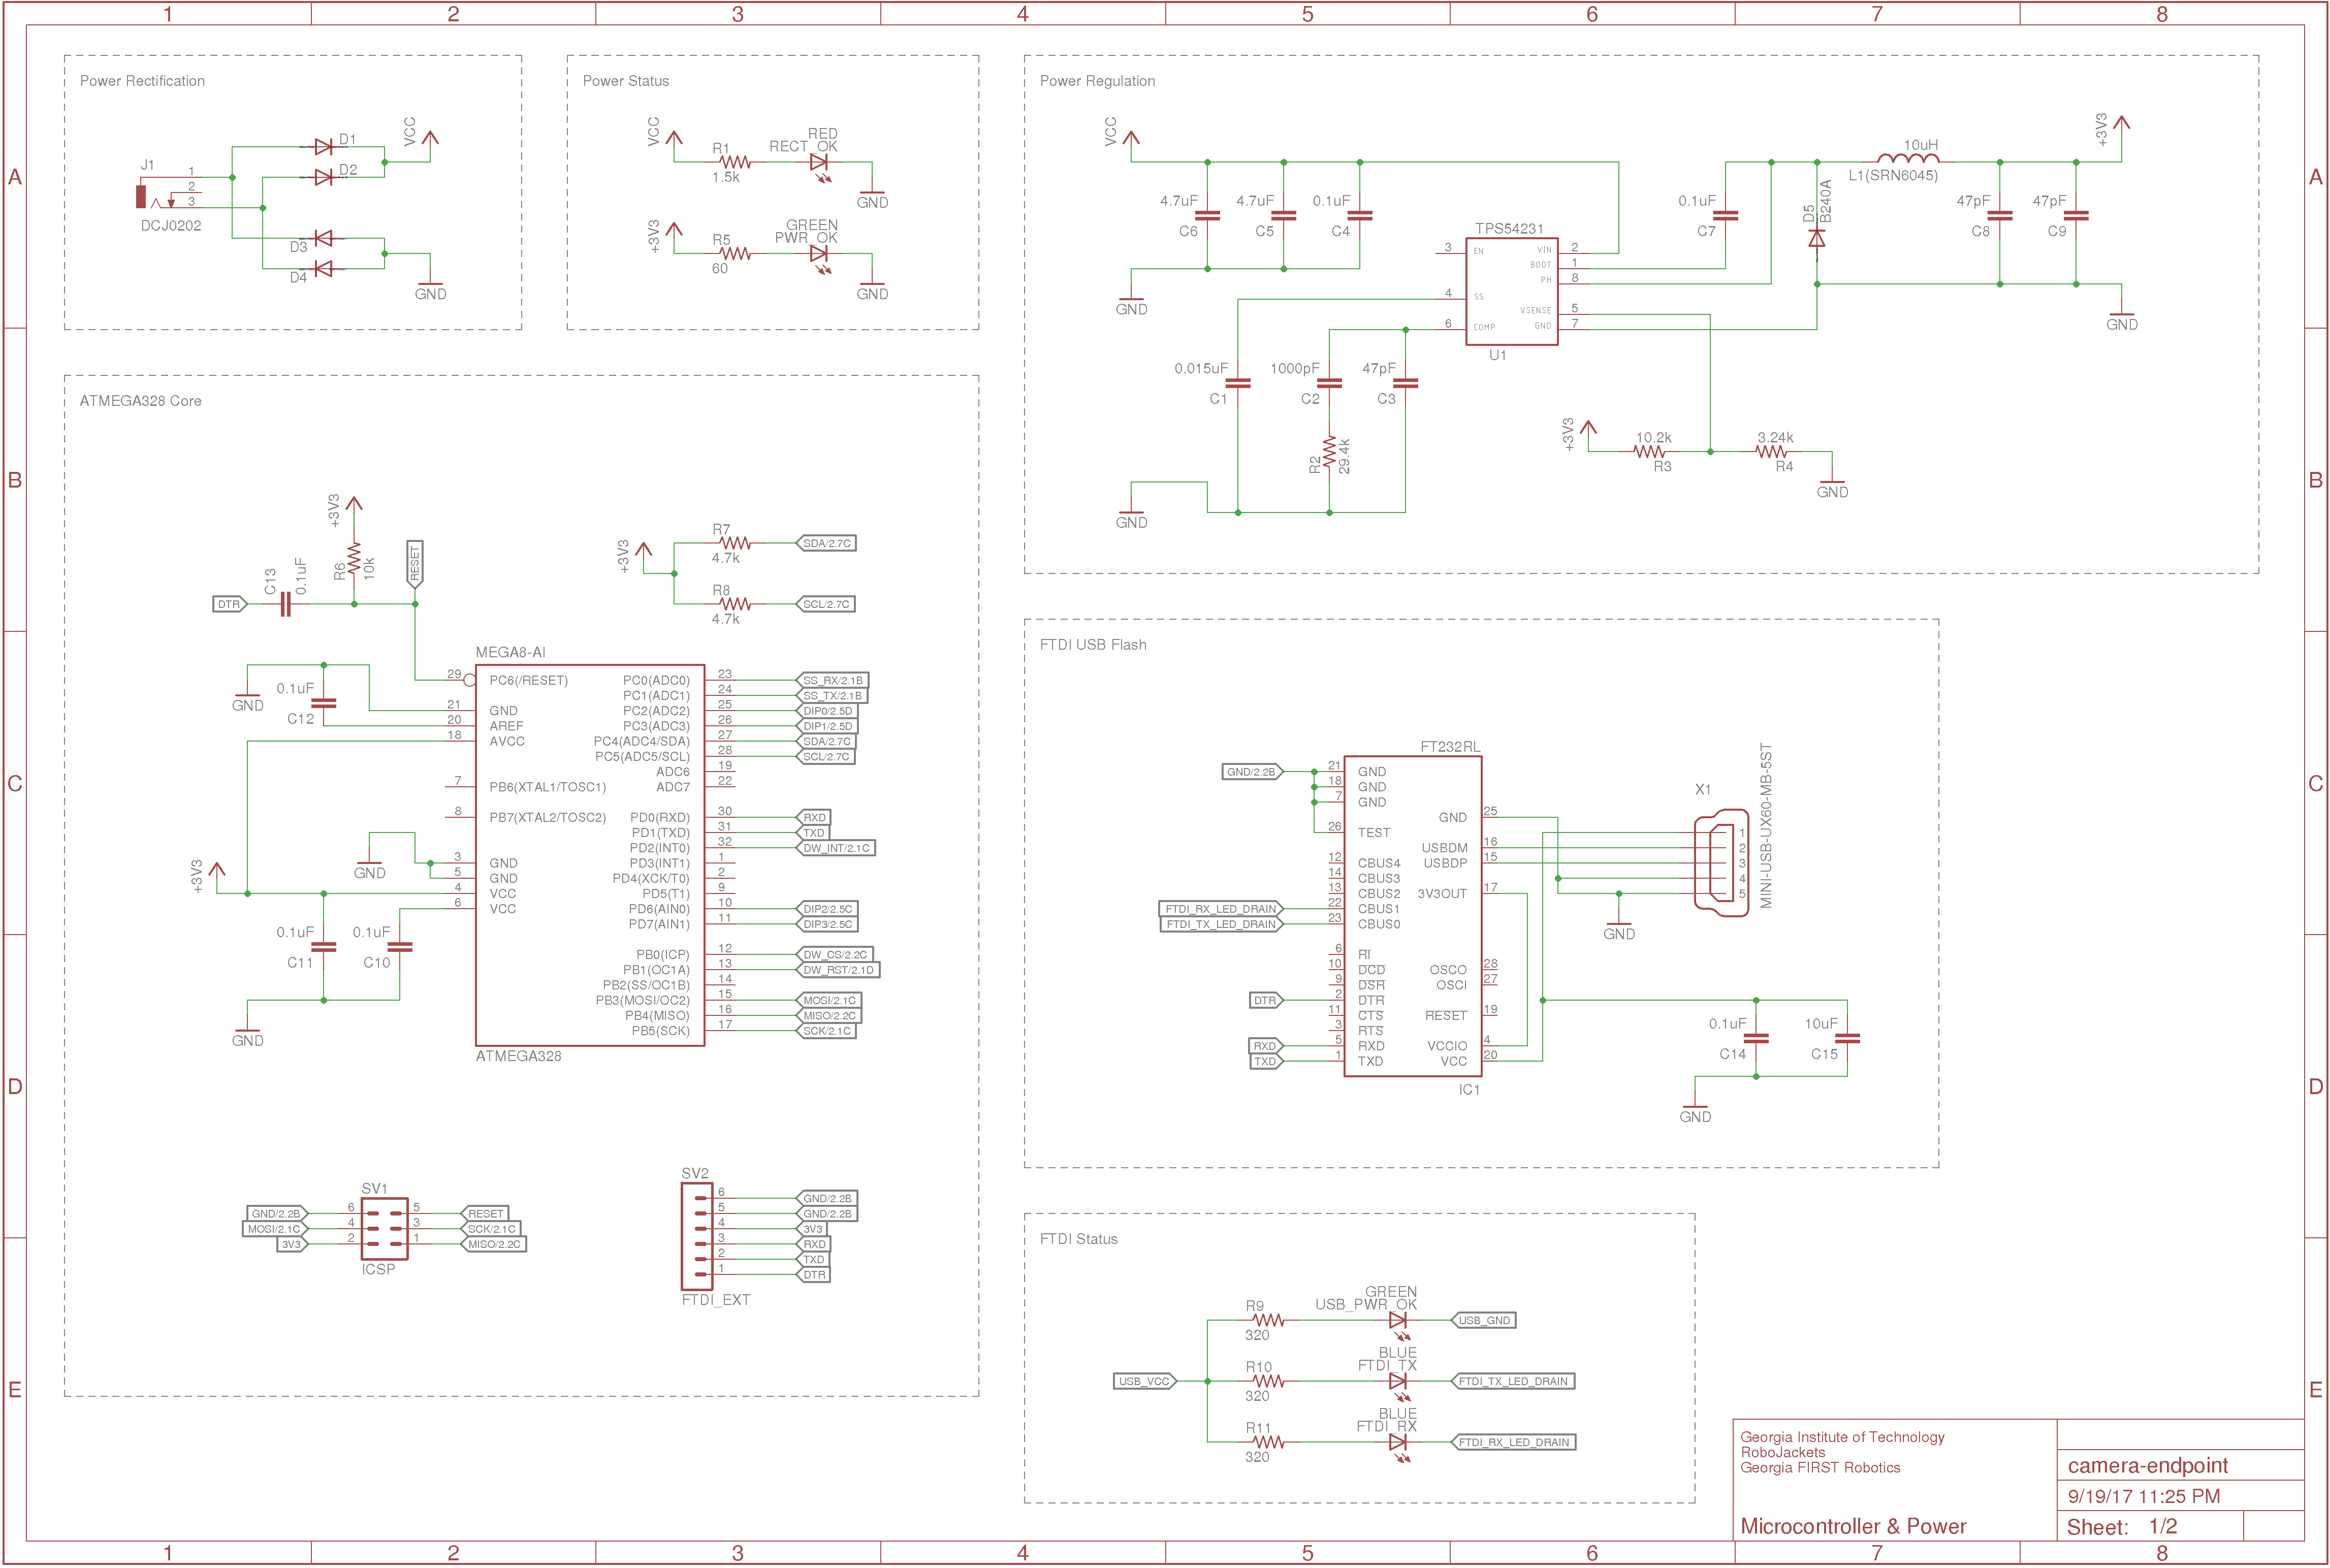 1 2 3 4 5 6 7 8
A
B
C
D
E
Power Rectification
J1
1
2
3
DCJ0202
D1
D2
D3
D4
VCC
GND
Power Status
VCC
R1
1.5k
RED
RECT_OK
GND
+3V3
R5
60
GREEN
PWR_OK
GND
Power Regulation
VCC
4.7uF
C6
4.7uF
C5
0.1uF
C4
GND
TPS54231
3 EN
4 SS
6 COMP
VIN 2
BOOT 1
PH 8
VSENSE 5
GND 7
U1
0.1uF
C7
D5
B240A
10uH
L1(SRN6045)
47pF
C8
47pF
C9
+3V3
GND
0.015uF
C1
1000pF
C2
47pF
C3
R2
29.4k
GND
+3V3
10.2k
R3
3.24k
R4
GND
ATMEGA328 Core
+3V3
R6
10k
C13
0.1uF
DTR
RESET
+3V3
R7
4.7k
SDA/2.7C
R8
4.7k
SCL/2.7C
MEGA8-AI
GND
0.1uF
C12
29 PC6(/RESET)
21 GND
20 AREF
18 AVCC
7 PB6(XTAL1/TOSC1)
8 PB7(XTAL2/TOSC2)
3 GND
5 GND
4 VCC
6 VCC
GND
+3V3
0.1uF
C11
0.1uF
C10
GND
PC0(ADC0) 23 SS_RX/2.1B
PC1(ADC1) 24 SS_TX/2.1B
PC2(ADC2) 25 DIP0/2.5D
PC3(ADC3) 26 DIP1/2.5D
PC4(ADC4/SDA) 27 SDA/2.7C
PC5(ADC5/SCL) 28 SCL/2.7C
ADC6 19
ADC7 22
PD0(RXD) 30 RXD
PD1(TXD) 31 TXD
PD2(INT0) 32 DW_INT/2.1C
PD3(INT1) 1
PD4(XCK/T0) 2
PD5(T1) 9
PD6(AIN0) 10 DIP2/2.5C
PD7(AIN1) 11 DIP3/2.5C
PB0(ICP) 12 DW_CS/2.2C
PB1(OC1A) 13 DW_RST/2.1D
PB2(SS/OC1B) 14
PB3(MOSI/OC2) 15 MOSI/2.1C
PB4(MISO) 16 MISO/2.2C
PB5(SCK) 17 SCK/2.1C
ATMEGA328
SV1
GND/2.2B 6 5 RESET
MOSI/2.1C 4 3 SCK/2.1C
3V3 2 1 MISO/2.2C
ICSP
SV2
6 GND/2.2B
5 GND/2.2B
4 3V3
3 RXD
2 TXD
1 DTR
FTDI_EXT
FTDI USB Flash
FT232RL
GND/2.2B
21 GND
18 GND
7 GND
26 TEST
12 CBUS4
14 CBUS3
13 CBUS2
FTDI_RX_LED_DRAIN 22 CBUS1
FTDI_TX_LED_DRAIN 23 CBUS0
6 RI
10 DCD
9 DSR
DTR 2 DTR
11 CTS
3 RTS
RXD 5 RXD
TXD 1 TXD
GND 25
USBDM 16
USBDP 15
3V3OUT 17
OSCO 28
OSCI 27
RESET 19
VCCIO 4
VCC 20
IC1
X1
1
2
3
4
5
MINI-USB-UX60-MB-5ST
GND
0.1uF
C14
10uF
C15
GND
FTDI Status
USB_VCC
R9
320
GREEN
USB_PWR_OK
USB_GND
R10
320
BLUE
FTDI_TX
FTDI_TX_LED_DRAIN
R11
320
BLUE
FTDI_RX
FTDI_RX_LED_DRAIN
Georgia Institute of Technology
RoboJackets
Georgia FIRST Robotics
Microcontroller & Power
camera-endpoint
9/19/17 11:25 PM
Sheet: 1/2
A
B
C
D
E
1 2 3 4 5 6 7 8